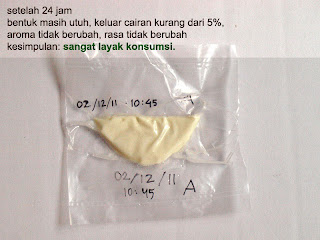 setelah 24 jam
bentuk masih utuh, keluar cairan kurang dari 5%,
aroma tidak berubah, rasa tidak berubah
kesimpulan: sangat layak konsumsi.
02/12/11 · 10:45
02/12/11
10:45 A